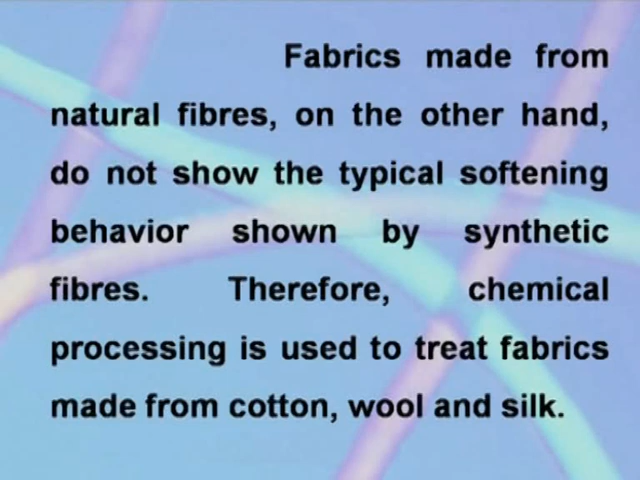 Fabrics made from
natural fibres, on the other hand,
do not show the typical softening
behavior shown by synthetic
fibres. Therefore, chemical
processing is used to treat fabrics
made from cotton, wool and silk.